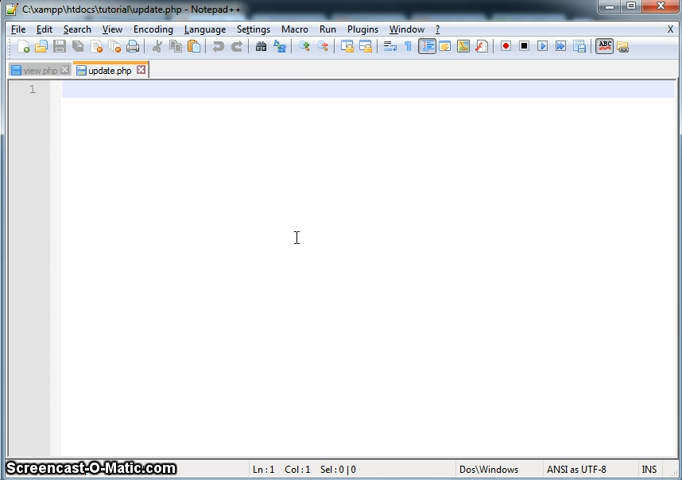 C:\xampp\htdocs\tutorial\update.php - Notepad++
File Edit Search View Encoding Language Settings Macro Run Plugins Window ? X
ABC
view.php update.php
1
Screencast-O-Matic.com Ln : 1 Col : 1 Sel : 0 | 0 Dos\Windows ANSI as UTF-8 INS